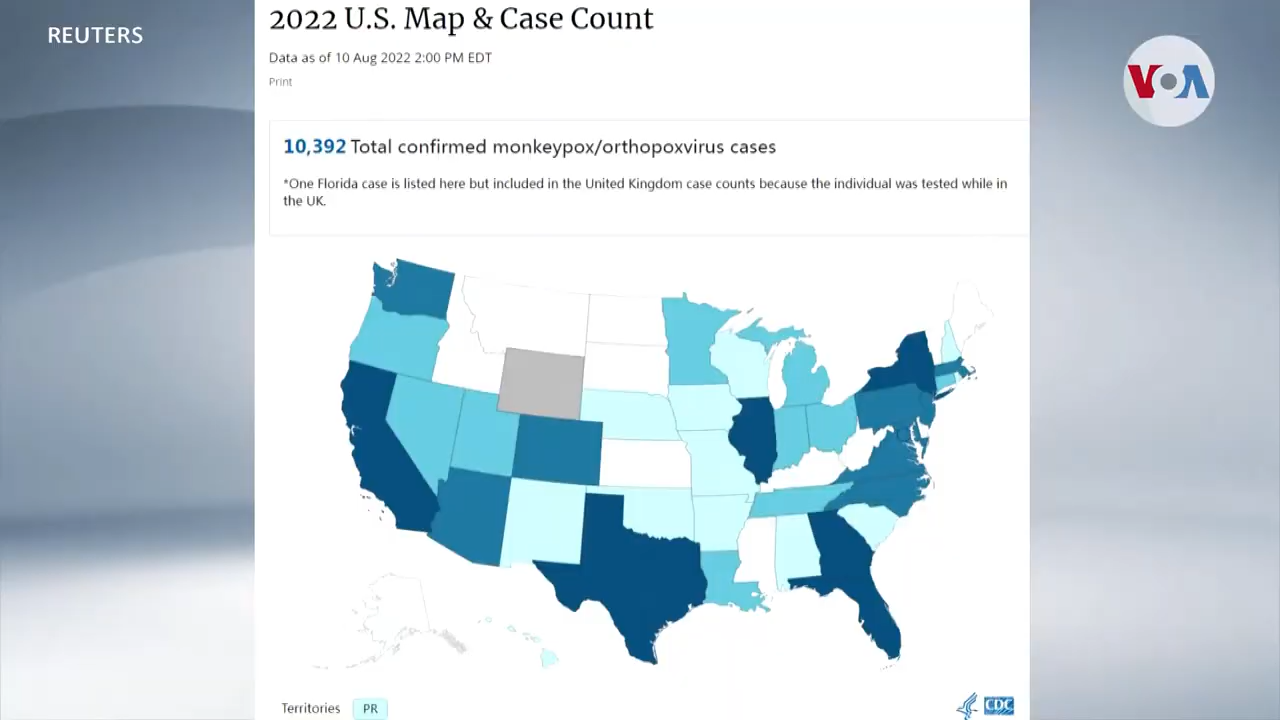 REUTERS
2022 U.S. Map & Case Count
Data as of 10 Aug 2022 2:00 PM EDT
Print
VOA
10,392 Total confirmed monkeypox/orthopoxvirus cases
*One Florida case is listed here but included in the United Kingdom case counts because the individual was tested while in
the UK.
Territories PR
CDC